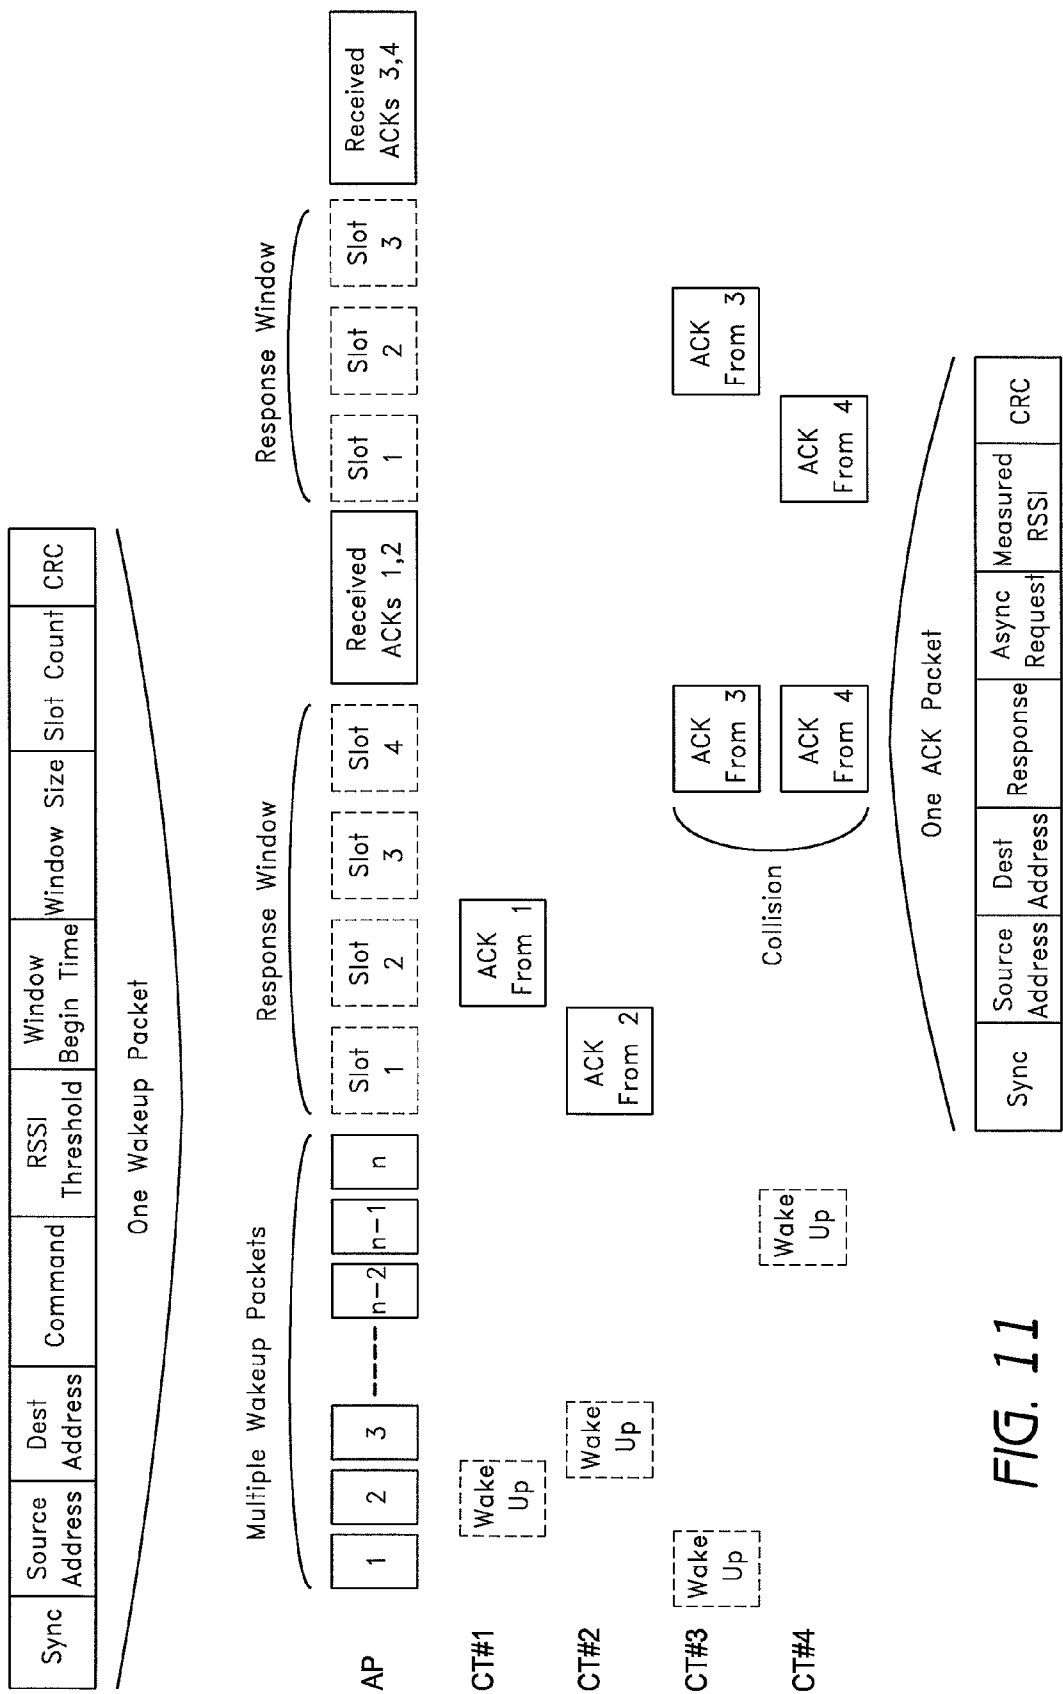 Sync
Source
Address
Dest
Address
Command
RSSI
Threshold
Window
Begin Time
Window Size
Slot Count
CRC
One Wakeup Packet
Multiple Wakeup Packets
Response Window
Response Window
AP
1
2
3
n-2
n-1
n
Slot
1
Slot
2
Slot
3
Slot
4
Received
ACKs 1,2
Slot
1
Slot
2
Slot
3
Received
ACKs 3,4
CT#1
Wake
Up
ACK
From 1
CT#2
Wake
Up
ACK
From 2
CT#3
Wake
Up
ACK
From 3
ACK
From 3
Collision
CT#4
Wake
Up
ACK
From 4
ACK
From 4
One ACK Packet
Sync
Source
Address
Dest
Address
Response
Async
Request
Measured
RSSI
CRC
FIG. 11